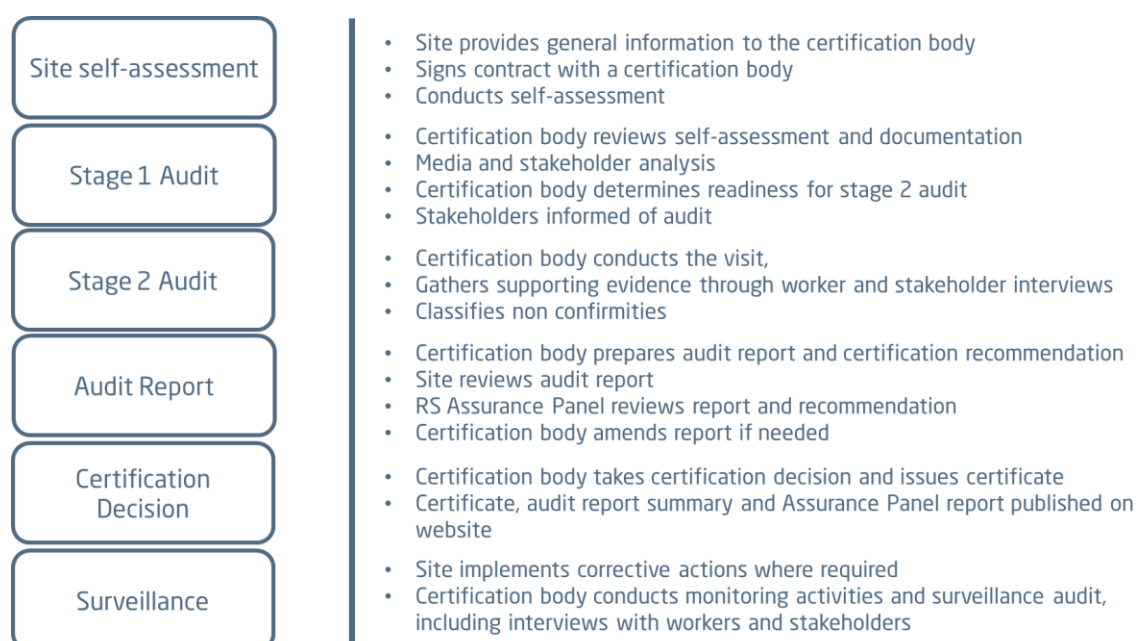 Site self-assessment
• Site provides general information to the certification body
• Signs contract with a certification body
• Conducts self-assessment
Stage 1 Audit
• Certification body reviews self-assessment and documentation
• Media and stakeholder analysis
• Certification body determines readiness for stage 2 audit
• Stakeholders informed of audit
Stage 2 Audit
• Certification body conducts the visit,
• Gathers supporting evidence through worker and stakeholder interviews
• Classifies non confirmities
Audit Report
• Certification body prepares audit report and certification recommendation
• Site reviews audit report
• RS Assurance Panel reviews report and recommendation
• Certification body amends report if needed
Certification
Decision
• Certification body takes certification decision and issues certificate
• Certificate, audit report summary and Assurance Panel report published on
website
Surveillance
• Site implements corrective actions where required
• Certification body conducts monitoring activities and surveillance audit,
including interviews with workers and stakeholders